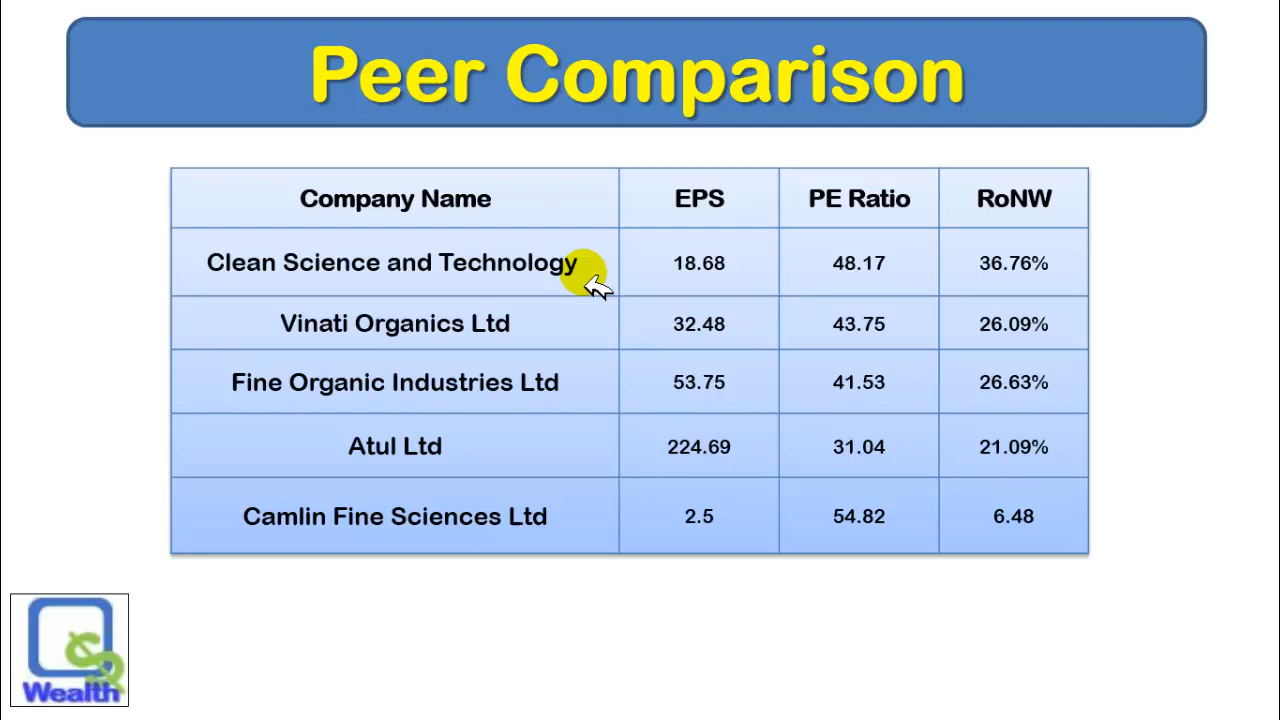 Peer Comparison
Company Name EPS PE Ratio RoNW
Clean Science and Technology 18.68 48.17 36.76%
Vinati Organics Ltd 32.48 43.75 26.09%
Fine Organic Industries Ltd 53.75 41.53 26.63%
Atul Ltd 224.69 31.04 21.09%
Camlin Fine Sciences Ltd 2.5 54.82 6.48
Wealth